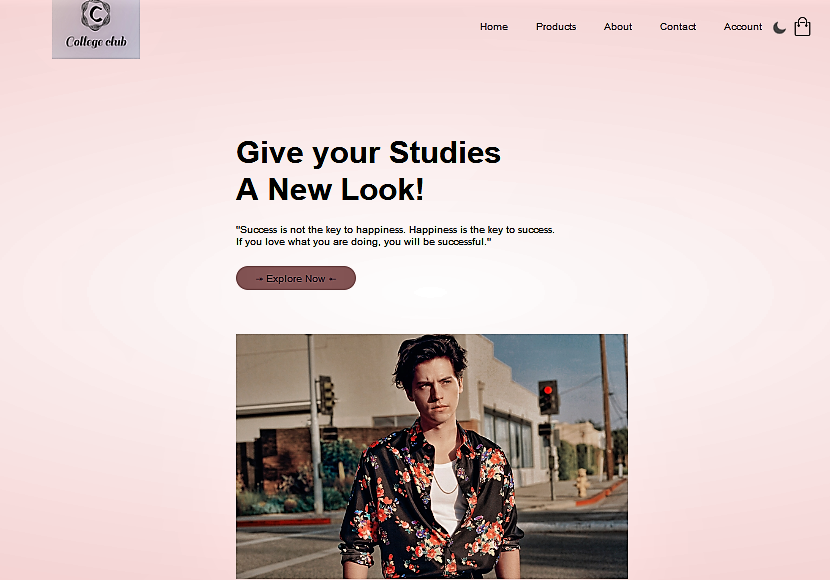 C
College club
Home Products About Contact Account
Give your Studies
A New Look!
"Success is not the key to happiness. Happiness is the key to success.
If you love what you are doing, you will be successful."
→ Explore Now ←